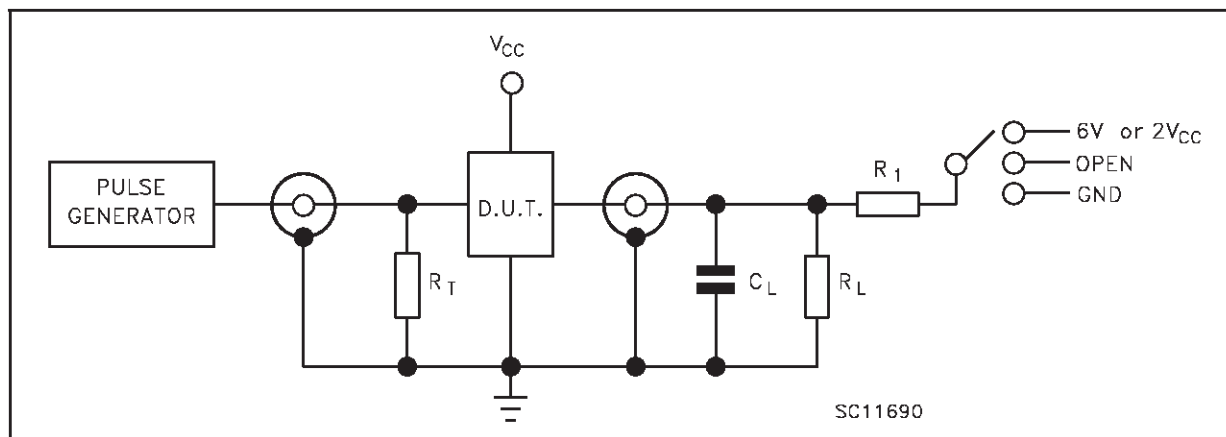 VCC
6V or 2VCC
OPEN
GND
PULSE
GENERATOR
D.U.T.
R1
RT
CL
RL
SC11690